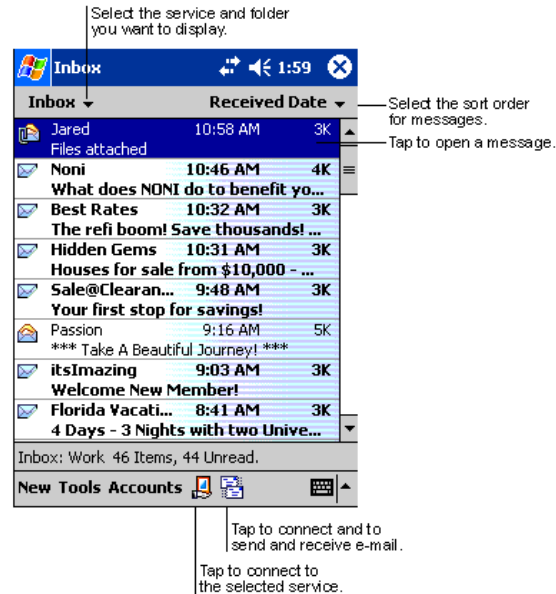 Select the service and folder
you want to display.
Inbox 1:59
Inbox Received Date
Select the sort order
for messages.
Jared 10:58 AM 3K
Tap to open a message.
Files attached
Noni 10:46 AM 4K
What does NONI do to benefit yo...
Best Rates 10:32 AM 3K
The refi boom! Save thousands! ...
Hidden Gems 10:31 AM 3K
Houses for sale from $10,000 - ...
Sale@Clearan... 9:48 AM 3K
Your first stop for savings!
Passion 9:16 AM 5K
*** Take A Beautiful Journey! ***
itsImazing 9:03 AM 3K
Welcome New Member!
Florida Vacati... 8:41 AM 3K
4 Days - 3 Nights with two Unive...
Inbox: Work 46 Items, 44 Unread.
New Tools Accounts
Tap to connect and to
send and receive e-mail.
Tap to connect to
the selected service.